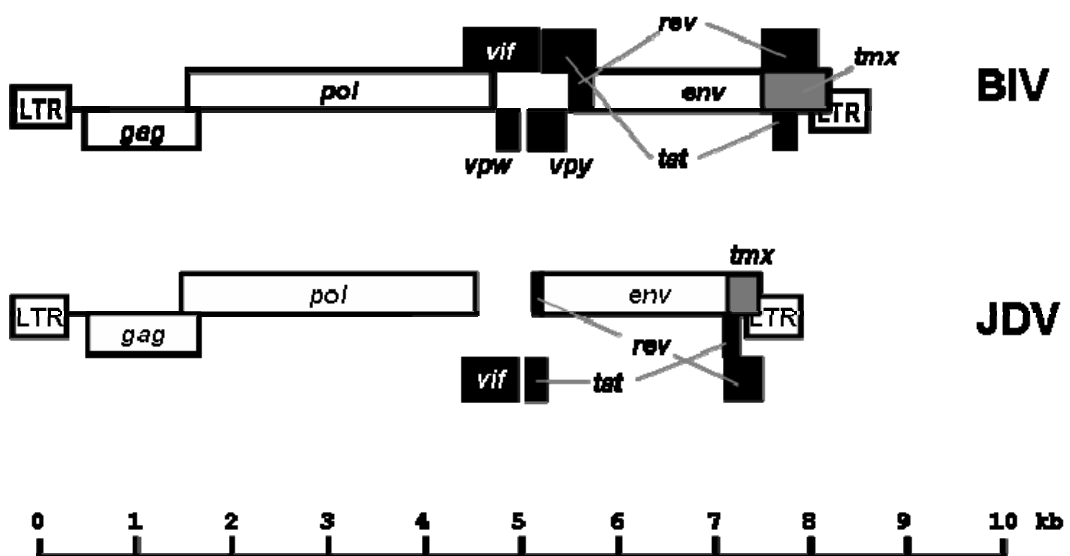 rev
vif
tmx
pol
env
BIV
LTR
LTR
gag
vpw
vpy
tat
tmx
pol
env
LTR
LTR
JDV
gag
rev
vif
tat
0 1 2 3 4 5 6 7 8 9 10 kb